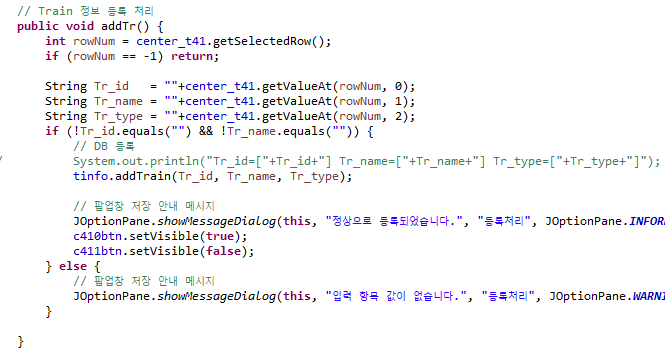 // Train 정보 등록 처리
public void addTr() {
int rowNum = center_t41.getSelectedRow();
if (rowNum == -1) return;
String Tr_id   = ""+center_t41.getValueAt(rowNum, 0);
String Tr_name = ""+center_t41.getValueAt(rowNum, 1);
String Tr_type = ""+center_t41.getValueAt(rowNum, 2);
if (!Tr_id.equals("") && !Tr_name.equals("")) {
// DB 등록
/ System.out.println("Tr_id=["+Tr_id+"] Tr_name=["+Tr_name+"] Tr_type=["+Tr_type+"]");
tinfo.addTrain(Tr_id, Tr_name, Tr_type);
// 팝업창 저장 안내 메시지
JOptionPane.showMessageDialog(this, "정상으로 등록되었습니다.", "등록처리", JOptionPane.INFOR
c410btn.setVisible(true);
c411btn.setVisible(false);
} else {
// 팝업창 저장 안내 메시지
JOptionPane.showMessageDialog(this, "입력 항목 값이 없습니다.", "등록처리", JOptionPane.WARNI
}
}